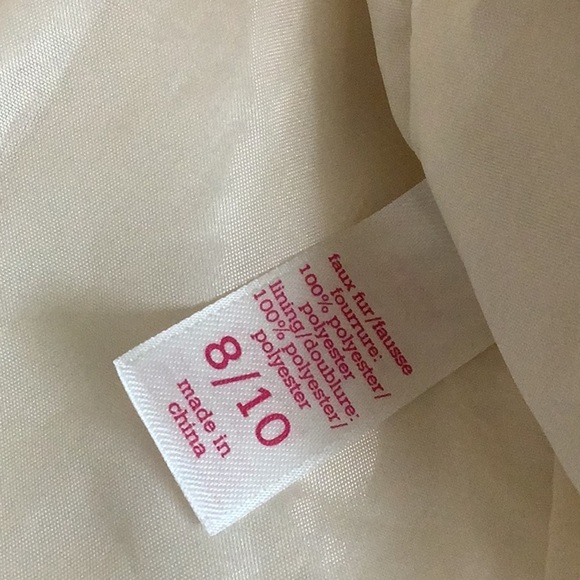 faux fur/fausse
fourrure:
100% polyester/
polyester
lining/doublure:
100% polyester/
polyester
8/10
made in
china